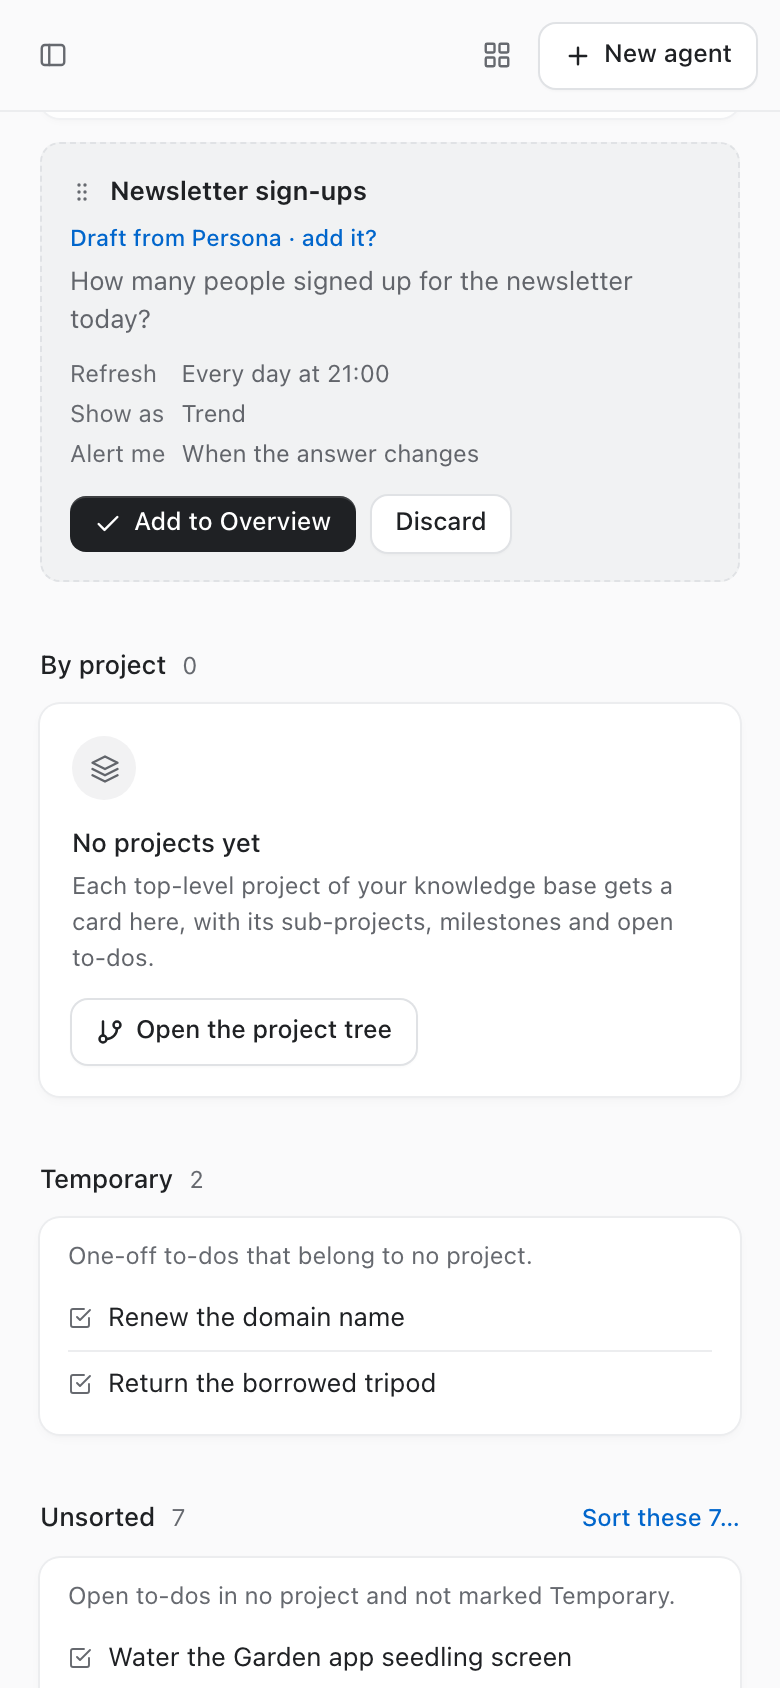 New agent
Newsletter sign-ups
Draft from Persona · add it?
How many people signed up for the newsletter
today?
Refresh Every day at 21:00
Show as Trend
Alert me When the answer changes
Add to Overview Discard
By project 0
No projects yet
Each top-level project of your knowledge base gets a
card here, with its sub-projects, milestones and open
to-dos.
Open the project tree
Temporary 2
One-off to-dos that belong to no project.
Renew the domain name
Return the borrowed tripod
Unsorted 7 Sort these 7...
Open to-dos in no project and not marked Temporary.
Water the Garden app seedling screen